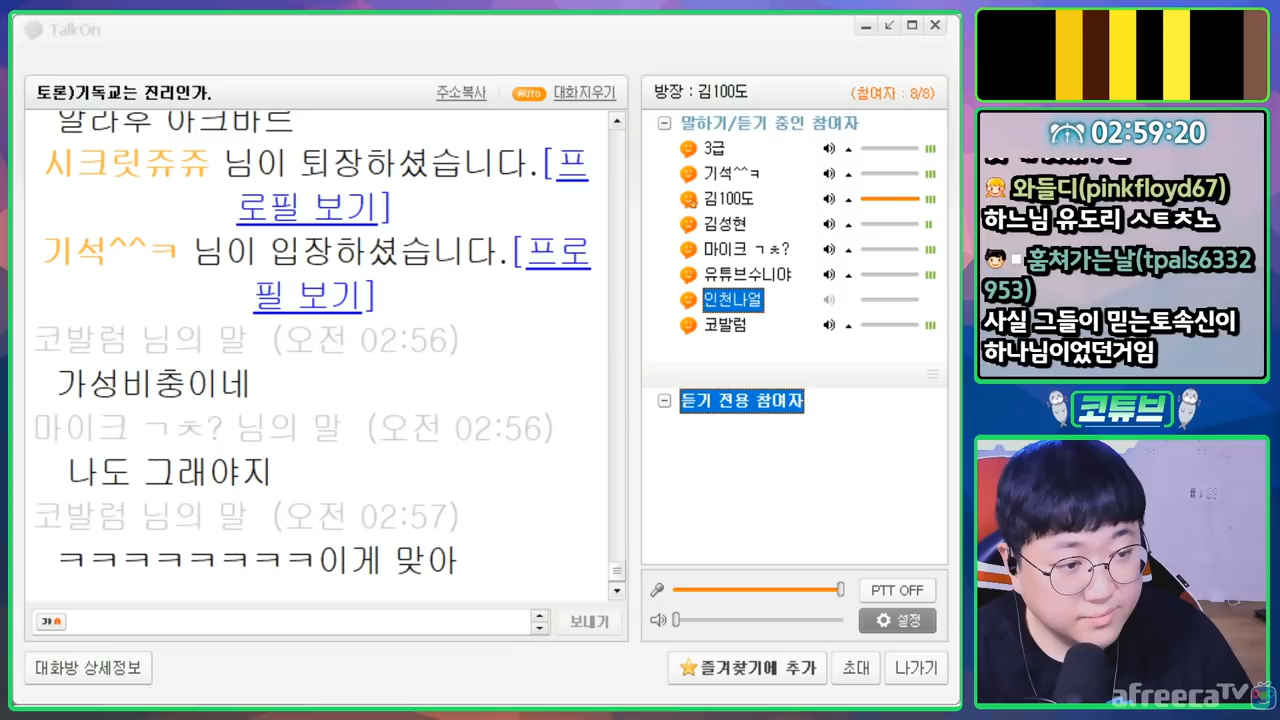 TalkOn
토론)기독교는 진리인가.
주소복사
AUTO
대화지우기
알라후 아크바르
시크릿쥬쥬 님이 퇴장하셨습니다.[프
로필 보기]
기석^^ㅋ 님이 입장하셨습니다.[프로
필 보기]
코발럼 님의 말 (오전 02:56)
가성비충이네
마이크 ㄱㅊ? 님의 말 (오전 02:56)
나도 그래야지
코발럼 님의 말 (오전 02:57)
ㅋㅋㅋㅋㅋㅋㅋㅋ이게 맞아
가
보내기
대화방 상세정보
방장 : 김100도
(참여자 : 8/8)
말하기/듣기 중인 참여자
3급
기석^^ㅋ
김100도
김성현
마이크 ㄱㅊ?
유튜브수니야
인천나얼
코발럼
듣기 전용 참여자
PTT OFF
설정
즐겨찾기에 추가
초대
나가기
02:59:20
와들디(pinkfloyd67)
하느님 유도리 ㅅㅌㅊ노
훔쳐가는날(tpals6332
953)
사실 그들이 믿는토속신이
하나님이었던거임
코튜브
afreecaTV